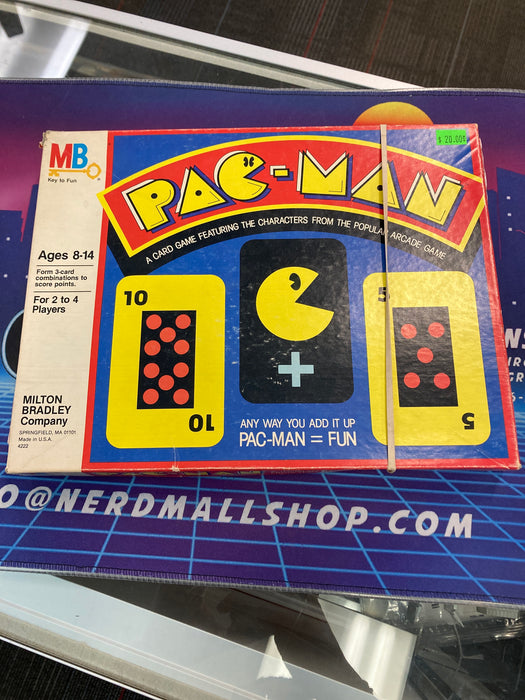 $ 20.00
MB
Key to Fun
PAC-MAN
A CARD GAME FEATURING THE CHARACTERS FROM THE POPULAR ARCADE GAME
Ages 8-14
Form 3-card
combinations to
score points.
For 2 to 4
Players
10
5
+
10
5
ANY WAY YOU ADD IT UP
PAC-MAN = FUN
MILTON
BRADLEY
Company
SPRINGFIELD, MA 01101
Made in U.S.A.
4222
O@NERDMALLSHOP.COM